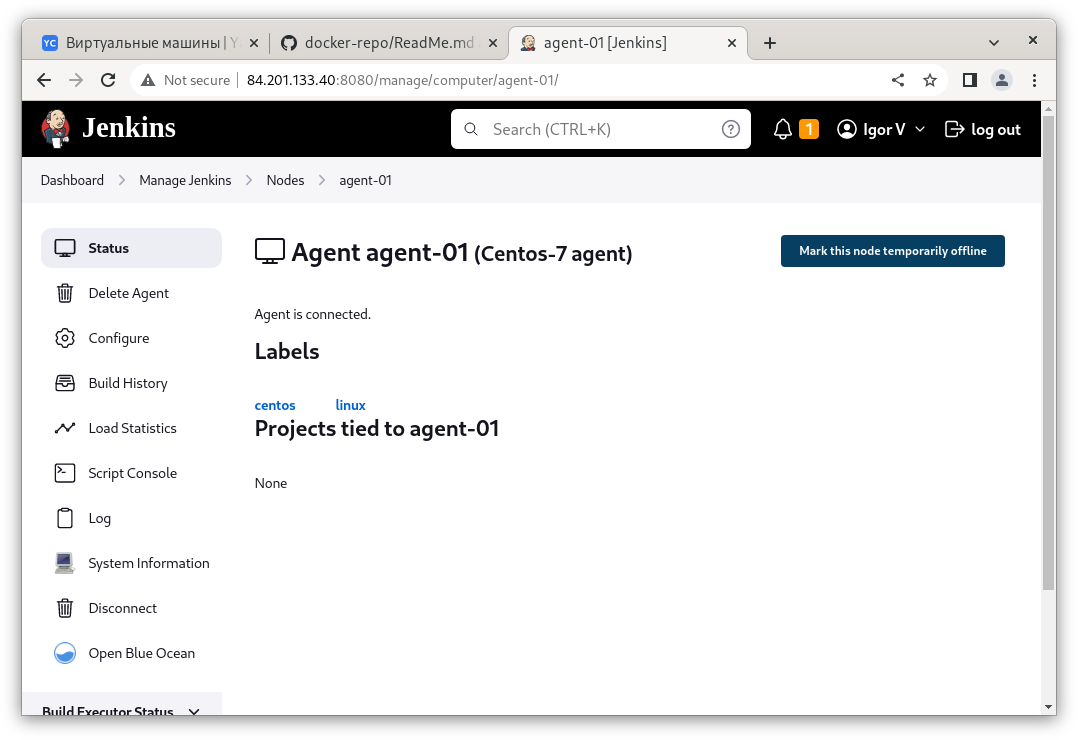 YC Виртуальные машины | Y
docker-repo/ReadMe.md
agent-01 [Jenkins]
Not secure 84.201.133.40:8080/manage/computer/agent-01/
Jenkins
Search (CTRL+K)
1
Igor V
log out
Dashboard
Manage Jenkins
Nodes
agent-01
Status
Delete Agent
Configure
Build History
Load Statistics
Script Console
Log
System Information
Disconnect
Open Blue Ocean
Build Executor Status
Agent agent-01 (Centos-7 agent)
Mark this node temporarily offline
Agent is connected.
Labels
centos linux
Projects tied to agent-01
None